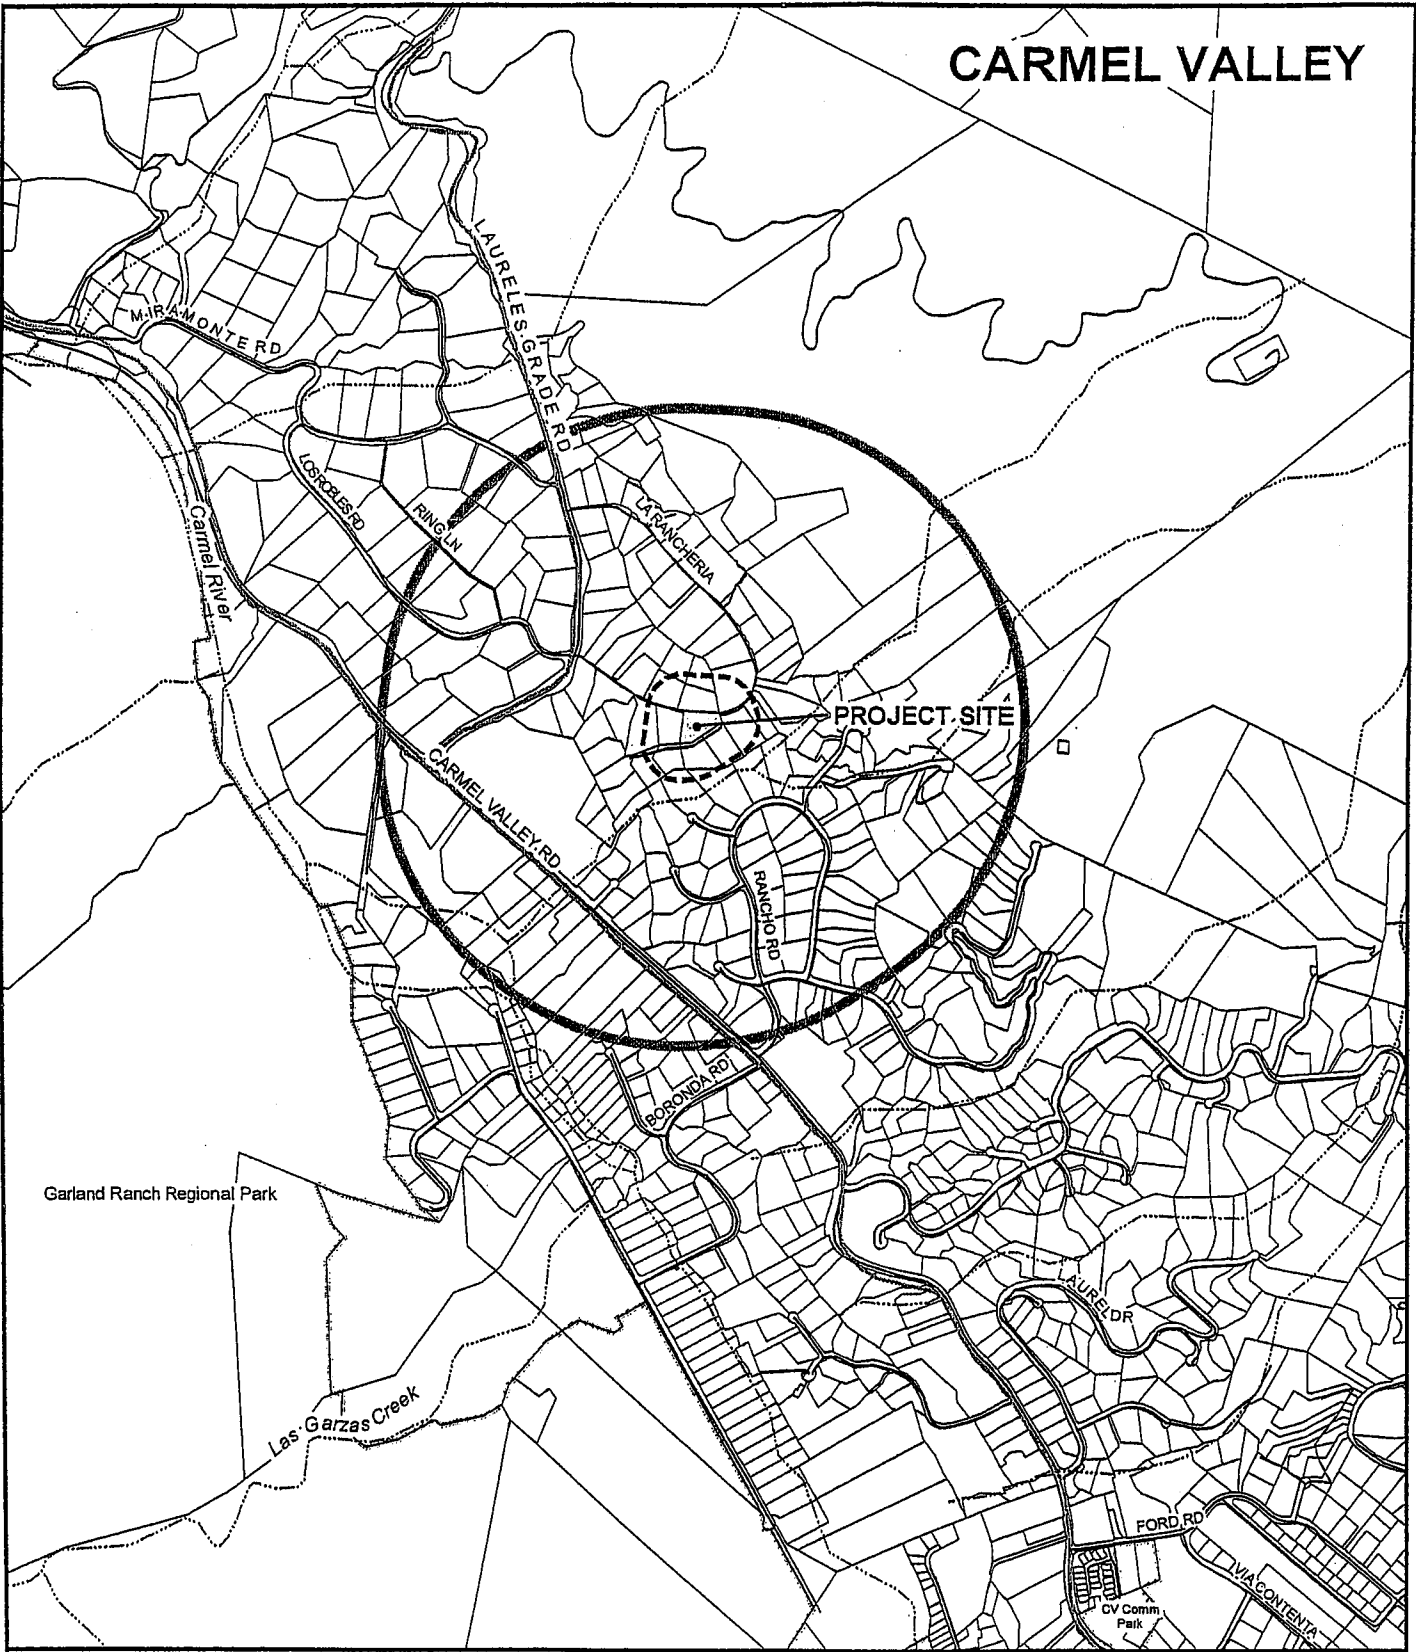 CARMEL VALLEY
LAURELES GRADE RD
MIRAMONTE RD
LOS ROBLES RD
RING LN
LA RANCHERIA
Carmel River
PROJECT SITE
CARMEL VALLEY RD
RANCHO RD
BORONDA RD
Garland Ranch Regional Park
LAUREL DR
Las Garzas Creek
FORD RD
VIA CONTENTA
CV Comm
Park